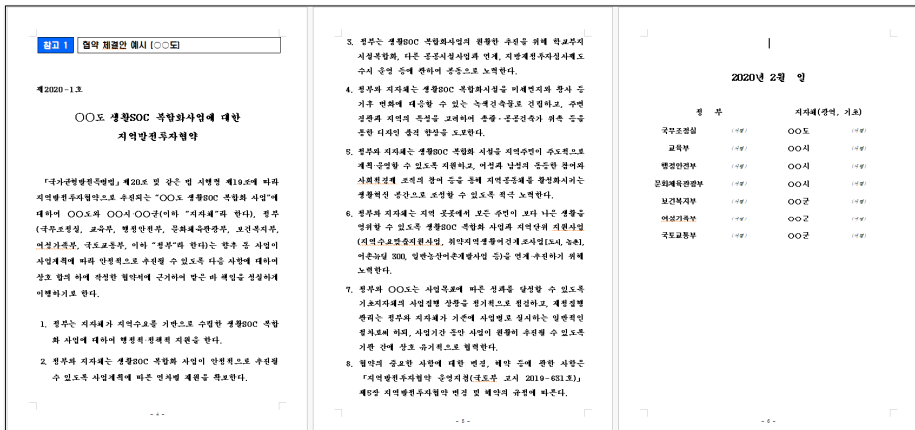 참고 1 협약 체결안 예시 [○○도]
제2020-1호
○○도 생활SOC 복합화사업에 대한
지역발전투자협약
「국가균형발전특별법」제20조 및 같은 법 시행령 제19조에 따라
지역발전투자협약으로 추진되는 "○○도 생활SOC 복합화 사업"에
대하여 ○○도와 ○○시·○○군(이하 "지자체"라 한다), 정부
(국무조정실, 교육부, 행정안전부, 문화체육관광부, 보건복지부,
여성가족부, 국토교통부, 이하 "정부"라 한다)는 향후 동 사업이
사업계획에 따라 안정적으로 추진될 수 있도록 다음 사항에 대하여
상호 합의 하에 작성한 협약서에 근거하여 맡은 바 책임을 성실하게
이행하기로 한다.
1. 정부는 지자체가 지역수요를 기반으로 수립한 생활SOC 복합
화 사업에 대하여 행정적·정책적 지원을 한다.
2. 정부와 지자체는 생활SOC 복합화 사업이 안정적으로 추진될
수 있도록 사업계획에 따른 연차별 재원을 확보한다.
- 4 -
3. 정부는 생활SOC 복합화사업의 원활한 추진을 위해 학교부지
시설복합화, 다른 공공시설사업과 연계, 지방재정투자심사제도
수시 운영 등에 관하여 공동으로 노력한다.
4. 정부와 지자체는 생활SOC 복합화시설을 미세먼지와 황사 등
기후 변화에 대응할 수 있는 녹색건축물로 건립하고, 주변
경관과 지역의 특성을 고려하여 총괄·공공건축가 위촉 등을
통한 디자인 품격 향상을 도모한다.
5. 정부와 지자체는 생활SOC 복합화 시설을 지역주민이 주도적으로
계획·운영할 수 있도록 지원하고, 여성과 남성의 동등한 참여와
사회적경제 조직의 참여 등을 통해 지역공동체를 활성화시키는
생활혁신 공간으로 조성할 수 있도록 적극 노력한다.
6. 정부와 지자체는 지역 곳곳에서 모든 주민이 보다 나은 생활을
영위할 수 있도록 생활SOC 복합화 사업과 지역단위 지원사업
(지역수요맞춤지원사업, 취약지역생활여건개조사업[도시, 농촌],
어촌뉴딜 300, 일반농산어촌개발사업 등)을 연계·추진하기 위해
노력한다.
7. 정부와 ○○도는 사업목표에 따른 성과를 달성할 수 있도록
기초지자체의 사업집행 상황을 정기적으로 점검하고, 재정집행
관리는 정부와 지자체가 기존에 사업별로 실시하는 일반적인
절차로써 하되, 사업기간 동안 사업이 원활히 추진될 수 있도록
기관 간에 상호 유기적으로 협력한다.
8. 협약의 중요한 사항에 대한 변경, 해약 등에 관한 사항은
「지역발전투자협약 운영지침(국토부 고시 2019-631호)」
제5장 지역발전투자협약 변경 및 해약의 규정에 따른다.
- 5 -
2020년 2월 일
정 부 지자체(광역, 기초)
국무조정실 (서명) ○○도 (서명)
교육부 (서명) ○○시 (서명)
행정안전부 (서명) ○○시 (서명)
문화체육관광부 (서명) ○○시 (서명)
보건복지부 (서명) ○○군 (서명)
여성가족부 (서명) ○○군 (서명)
국토교통부 (서명) ○○군 (서명)
- 6 -